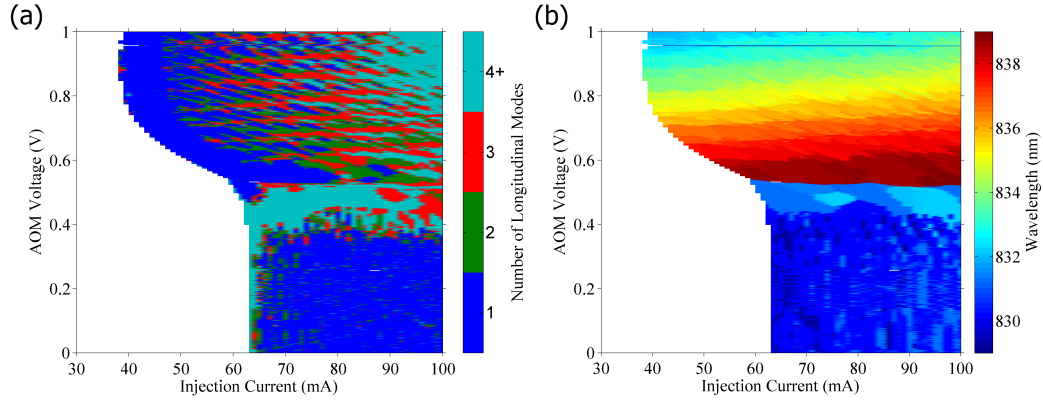 (a)
1
0.8
0.6
0.4
0.2
0
AOM Voltage (V)
30 40 50 60 70 80 90 100
Injection Current (mA)
4+
3
2
1
Number of Longitudinal Modes
(b)
1
0.8
0.6
0.4
0.2
0
AOM Voltage (V)
30 40 50 60 70 80 90 100
Injection Current (mA)
838
836
834
832
830
Wavelength (nm)